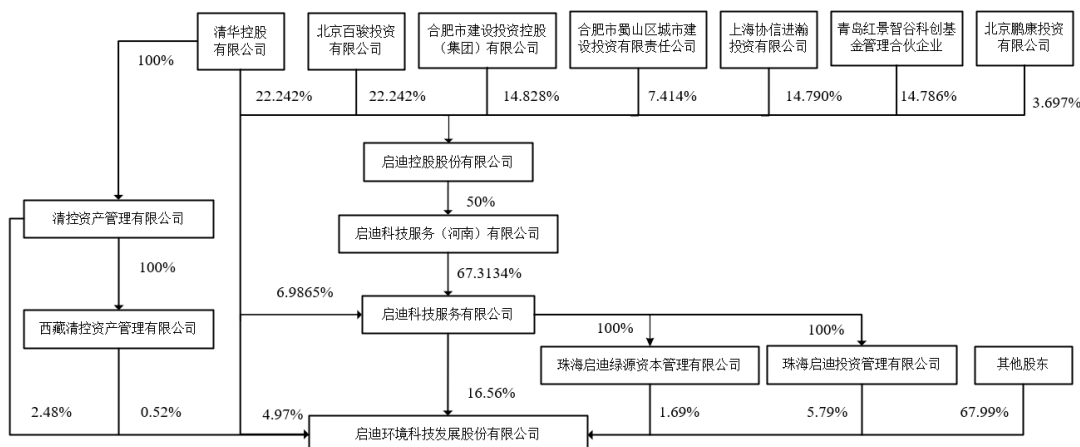 清华控股
有限公司
北京百骏投资
有限公司
合肥市建设投资控股
（集团）有限公司
合肥市蜀山区城市建
设投资有限责任公司
上海协信进瀚
投资有限公司
青岛红景智谷科创基
金管理合伙企业
北京鹏康投资
有限公司
100%
22.242%
22.242%
14.828%
7.414%
14.790%
14.786%
3.697%
启迪控股股份有限公司
50%
清控资产管理有限公司
启迪科技服务（河南）有限公司
100%
67.3134%
6.9865%
西藏清控资产管理有限公司
启迪科技服务有限公司
100%
100%
珠海启迪绿源资本管理有限公司
珠海启迪投资管理有限公司
其他股东
2.48%
0.52%
4.97%
16.56%
1.69%
5.79%
67.99%
启迪环境科技发展股份有限公司